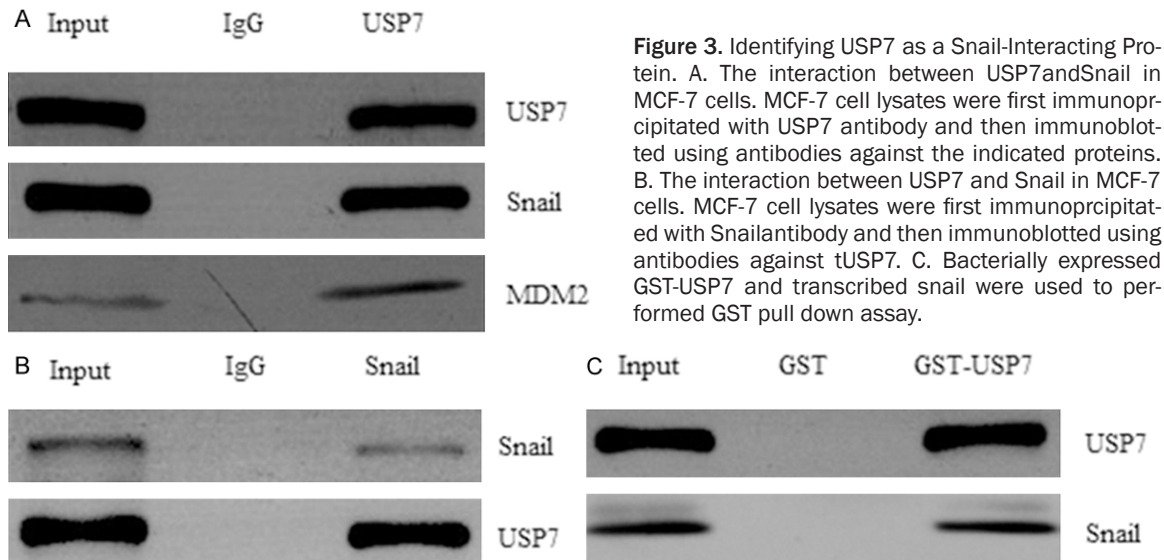 A Input IgG USP7
USP7
Snail
MDM2
Figure 3. Identifying USP7 as a Snail-Interacting Pro-
tein. A. The interaction between USP7andSnail in
MCF-7 cells. MCF-7 cell lysates were first immunopr-
cipitated with USP7 antibody and then immunoblot-
ted using antibodies against the indicated proteins.
B. The interaction between USP7 and Snail in MCF-7
cells. MCF-7 cell lysates were first immunoprcipitat-
ed with Snailantibody and then immunoblotted using
antibodies against tUSP7. C. Bacterially expressed
GST-USP7 and transcribed snail were used to per-
formed GST pull down assay.
B Input IgG Snail
Snail
USP7
C Input GST GST-USP7
USP7
Snail